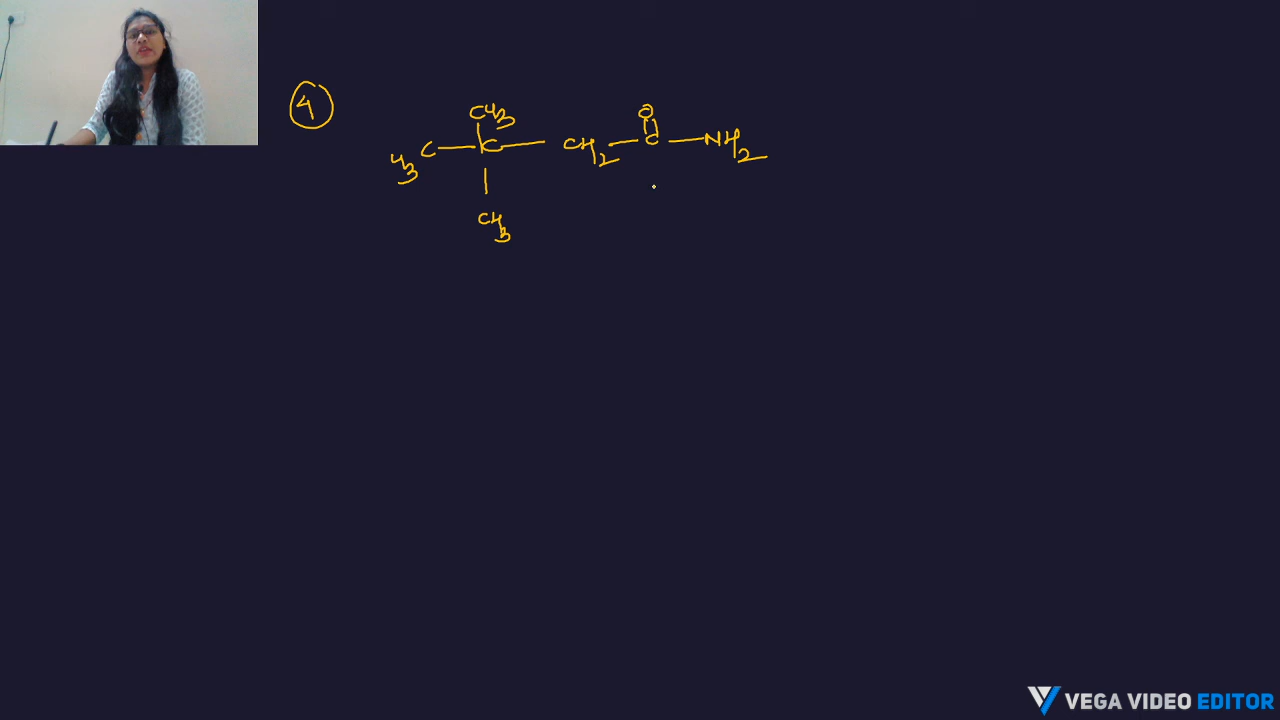 4
CH3
H3C — C — CH2 — C — NH2
O
CH3
VEGA VIDEO EDITOR